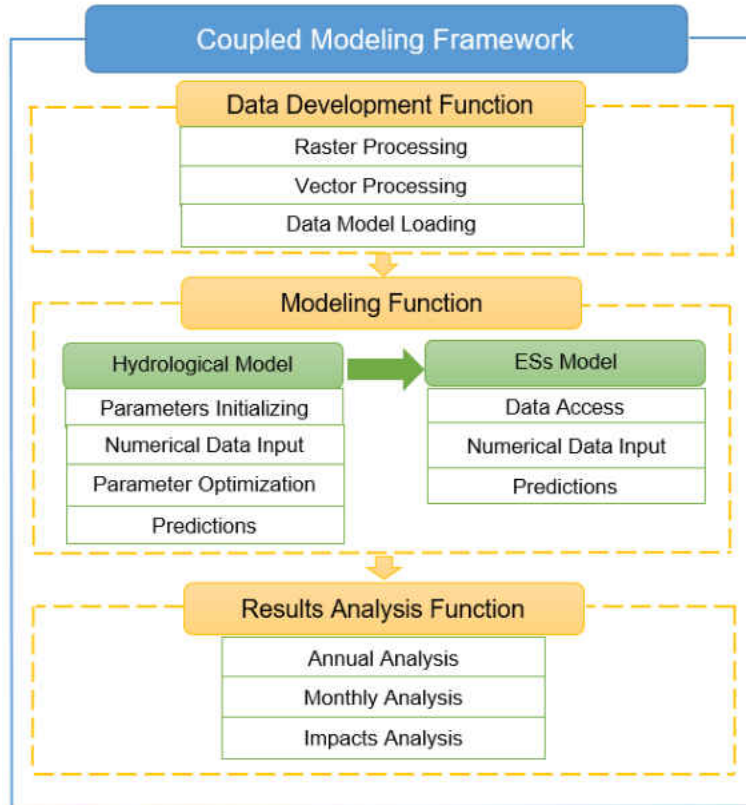 Coupled Modeling Framework
Data Development Function
Raster Processing
Vector Processing
Data Model Loading
Modeling Function
Hydrological Model
Parameters Initializing
Numerical Data Input
Parameter Optimization
Predictions
ESs Model
Data Access
Numerical Data Input
Predictions
Results Analysis Function
Annual Analysis
Monthly Analysis
Impacts Analysis